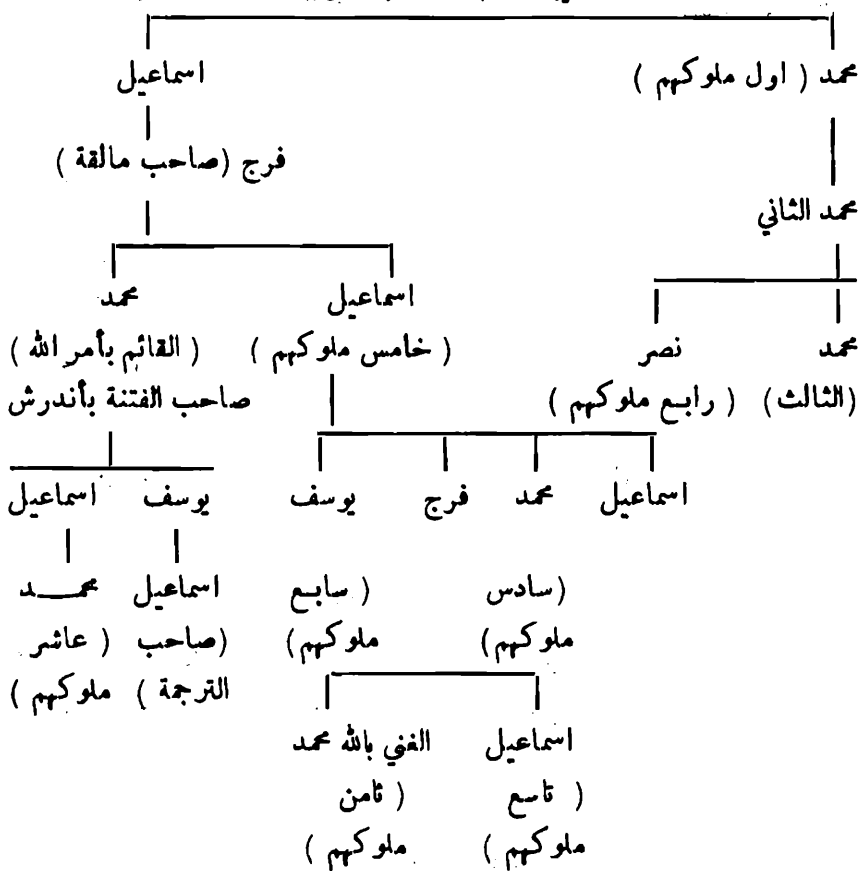 محمد ( اول ملوكهم ) اسماعيل
فرج (صاحب مالقة )
محمد الثاني
اسماعيل محمد
محمد نصر ( خامس ملوكهم ) ( القائم بأمر الله )
(الثالث) ( رابع ملوكهم ) صاحب الفتنة بأندرش
اسماعيل محمد فرج يوسف يوسف اسماعيل
(سادس ( سابع اسماعيل محمــد
ملوكهم) ملوكهم) (صاحب ( عاشر
الترجمة ) ملوكهم )
اسماعيل الغني بالله محمد
( تاسع ( ثامن
ملوكهم ) ملوكهم )